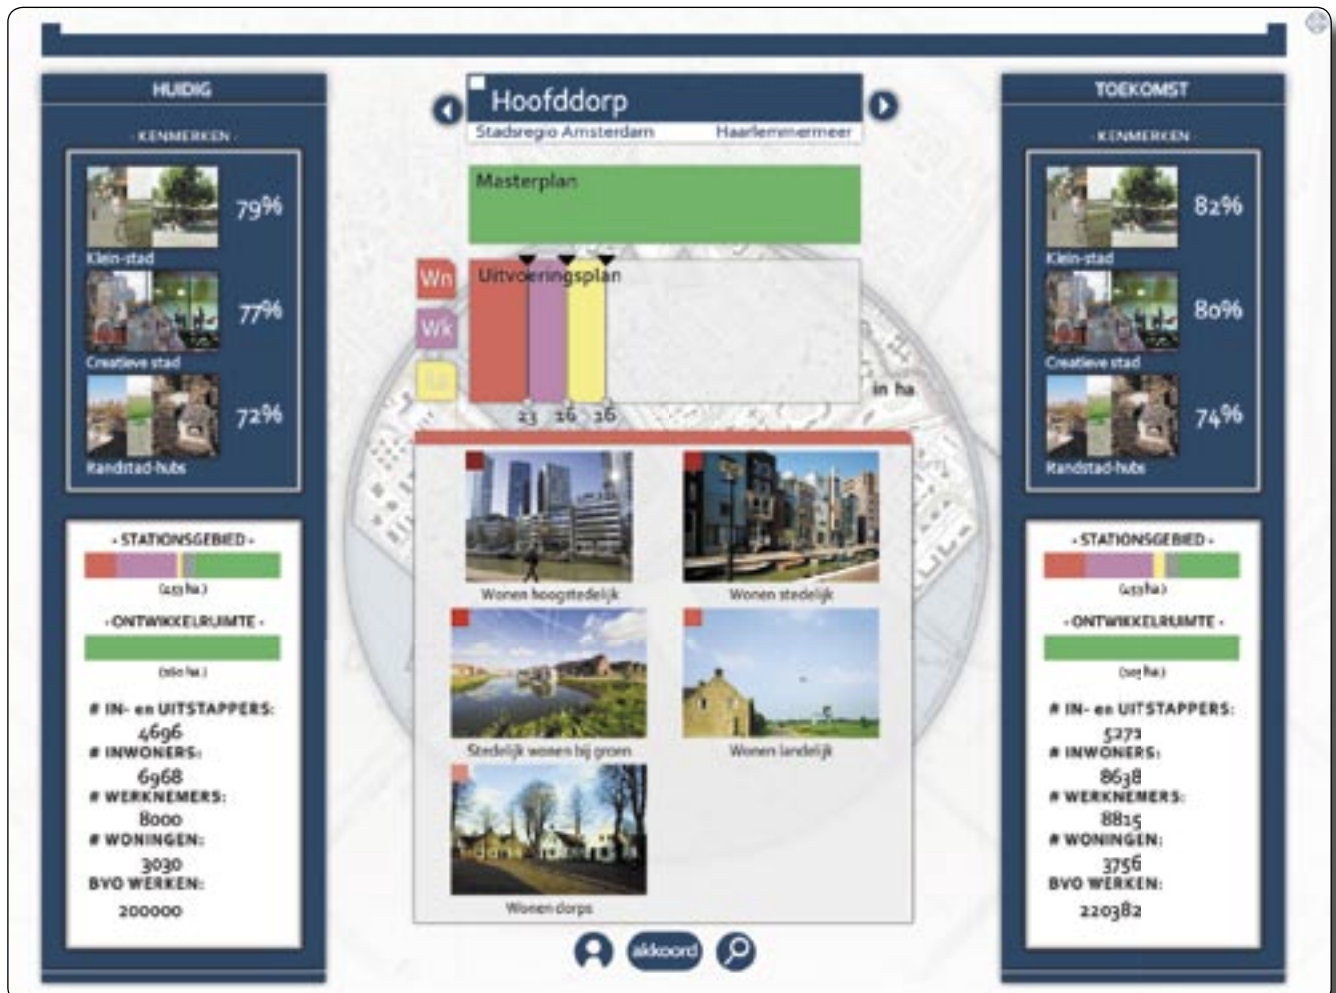 HUIDIG
- KENMERKEN -
79%
Klein-stad
77%
Creatieve stad
72%
Randstad-hubs
- STATIONSGEBIED -
- ONTWIKKELRUIMTE -
# IN- en UITSTAPPERS:
4696
# INWONERS:
6968
# WERKNEMERS:
8000
# WONINGEN:
3030
BVO WERKEN:
200000
Hoofddorp
Stadsregio Amsterdam Haarlemmermeer
Masterplan
Uitvoeringsplan
Wn
Wk
in ha
23 16 16
Wonen hoogstedelijk
Wonen stedelijk
Stedelijk wonen bij groen
Wonen landelijk
Wonen dorps
akkoord
TOEKOMST
- KENMERKEN -
82%
Klein-stad
80%
Creatieve stad
74%
Randstad-hubs
- STATIONSGEBIED -
- ONTWIKKELRUIMTE -
# IN- en UITSTAPPERS:
# INWONERS:
8638
# WERKNEMERS:
8815
# WONINGEN:
3756
BVO WERKEN:
220382